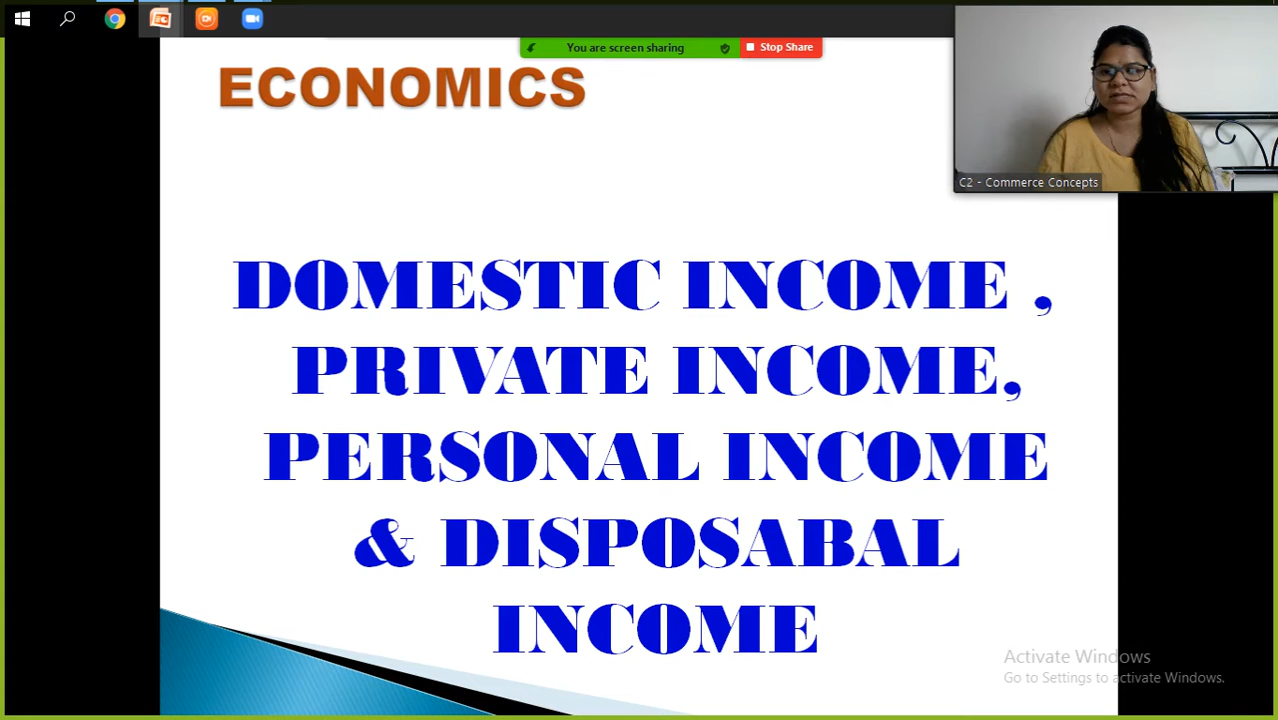 You are screen sharing
Stop Share
ECONOMICS
C2 - Commerce Concepts
DOMESTIC INCOME ,
PRIVATE INCOME,
PERSONAL INCOME
& DISPOSABAL
INCOME
Activate Windows
Go to Settings to activate Windows.